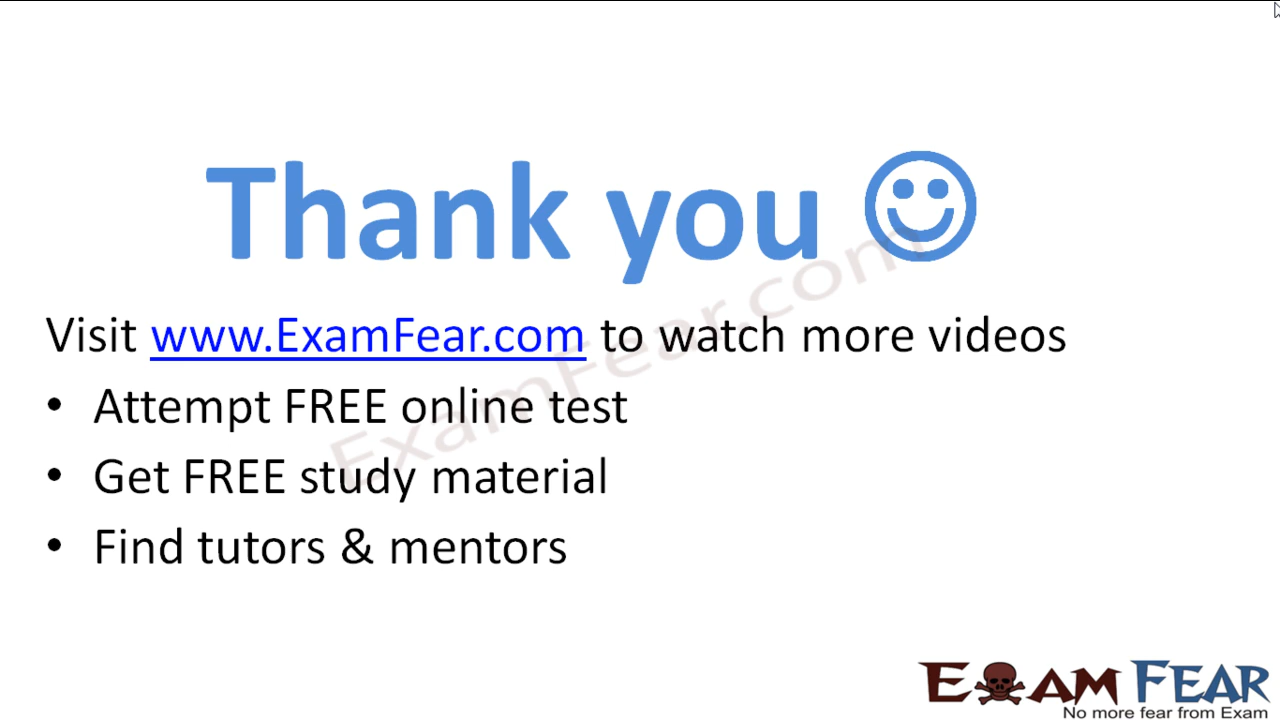 Thank you ☺
Visit www.ExamFear.com to watch more videos
• Attempt FREE online test
• Get FREE study material
• Find tutors & mentors
ExamFear.com
EXAM FEAR
No more fear from Exam